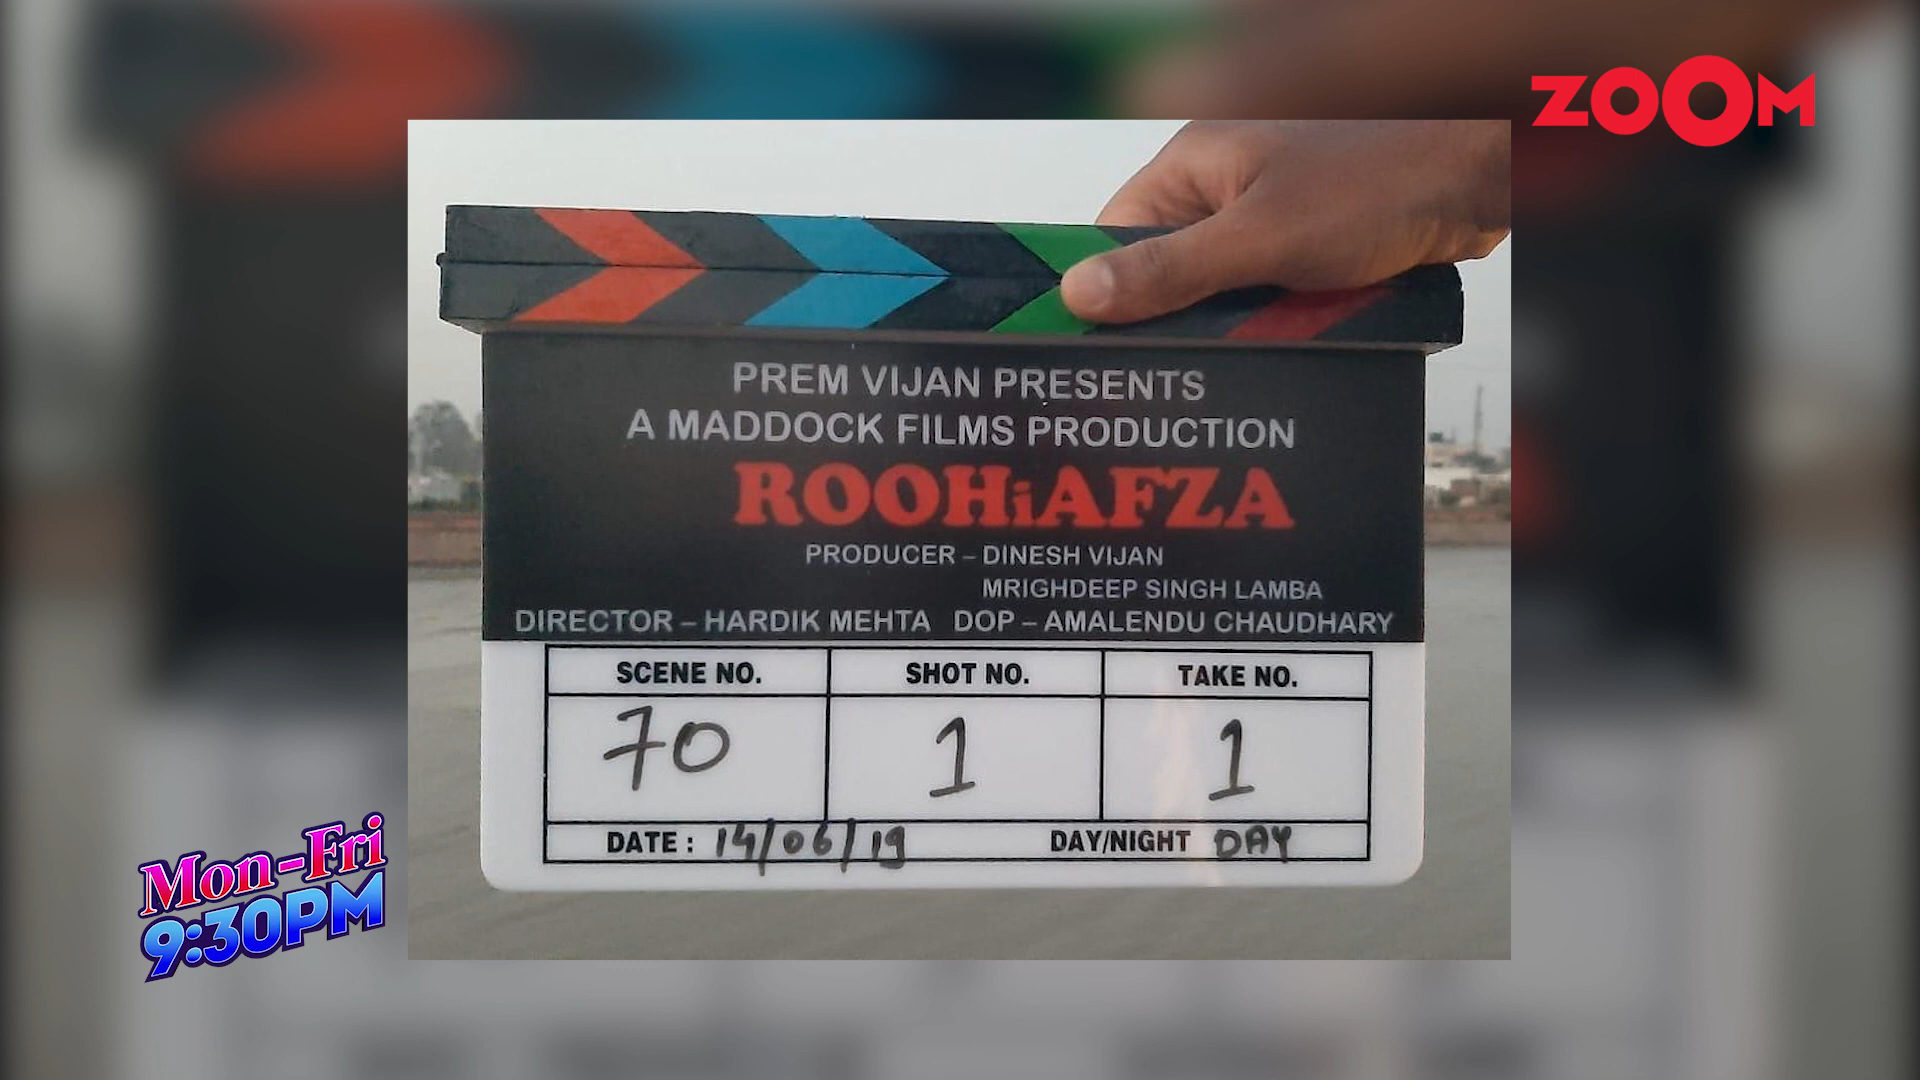 ZOOM
PREM VIJAN PRESENTS
A MADDOCK FILMS PRODUCTION
ROOHiAFZA
PRODUCER – DINESH VIJAN
MRIGHDEEP SINGH LAMBA
DIRECTOR – HARDIK MEHTA DOP – AMALENDU CHAUDHARY
SCENE NO. SHOT NO. TAKE NO.
70 1 1
DATE : 14/06/19 DAY/NIGHT DAY
Mon-Fri
9:30PM